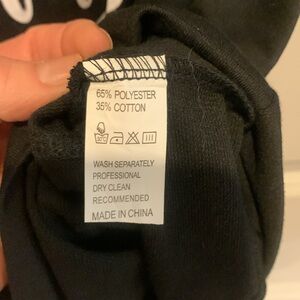 65% POLYESTER
35% COTTON
WASH SEPARATELY
PROFESSIONAL
DRY CLEAN
RECOMMENDED
MADE IN CHINA